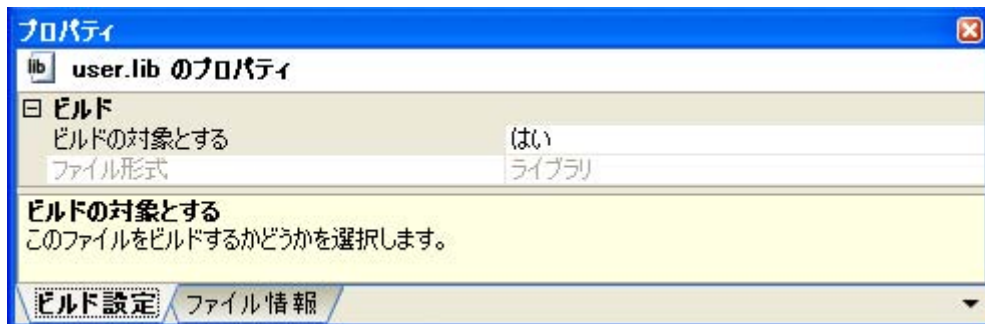 プロパティ
lib user.lib のプロパティ
ビルド
ビルドの対象とする はい
ファイル形式 ライブラリ
ビルドの対象とする
このファイルをビルドするかどうかを選択します。
ビルド設定 ファイル情報